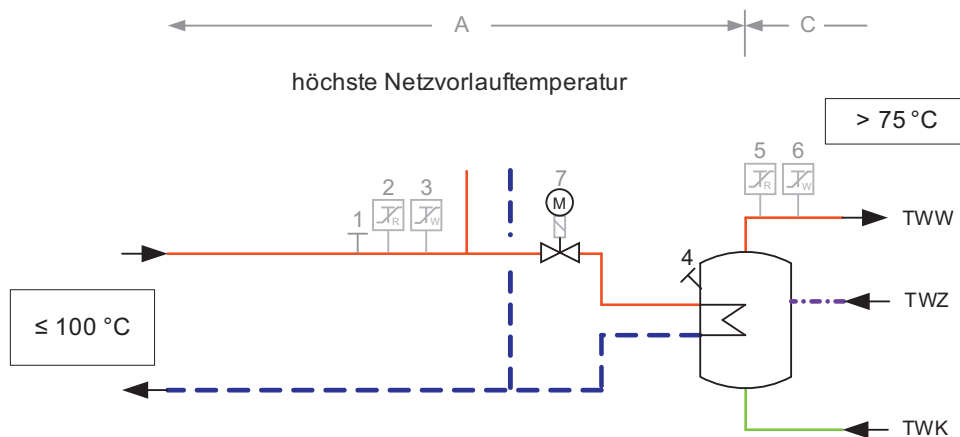 A
C
höchste Netzvorlauftemperatur
> 75 °C
5
6
R
W
2
3
7
M
1
R
W
TWW
4
TWZ
≤ 100 °C
TWK